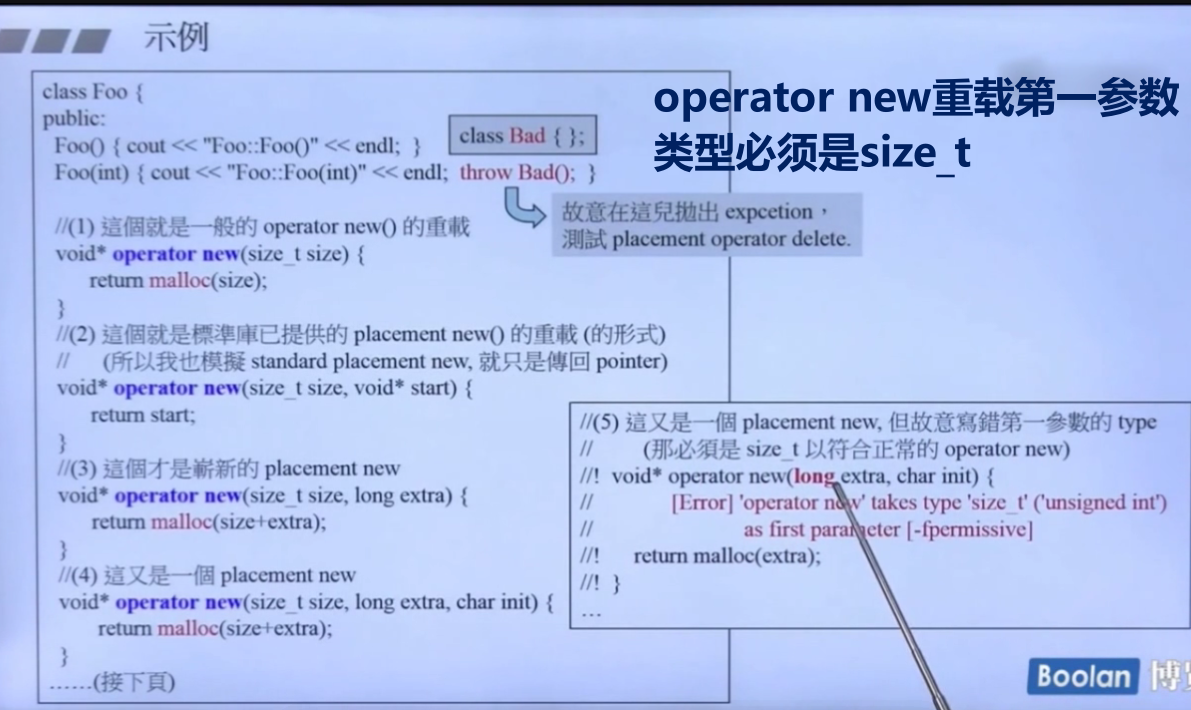 示例
operator new重载第一参数
类型必须是size_t
class Foo {
public:
Foo() { cout << "Foo::Foo()" << endl; }
Foo(int) { cout << "Foo::Foo(int)" << endl; throw Bad(); }
class Bad { };
故意在這兒拋出 expcetion，
測試 placement operator delete.
//(1) 這個就是一般的 operator new() 的重載
void* operator new(size_t size) {
return malloc(size);
}
//(2) 這個就是標準庫已提供的 placement new() 的重載 (的形式)
// (所以我也模擬 standard placement new, 就只是傳回 pointer)
void* operator new(size_t size, void* start) {
return start;
}
//(3) 這個才是嶄新的 placement new
void* operator new(size_t size, long extra) {
return malloc(size+extra);
}
//(4) 這又是一個 placement new
void* operator new(size_t size, long extra, char init) {
return malloc(size+extra);
}
......(接下頁)
//(5) 這又是一個 placement new, 但故意寫錯第一參數的 type
// (那必須是 size_t 以符合正常的 operator new)
//! void* operator new(long extra, char init) {
// [Error] 'operator new' takes type 'size_t' ('unsigned int')
// as first parameter [-fpermissive]
//! return malloc(extra);
//! }
...
Boolan 博